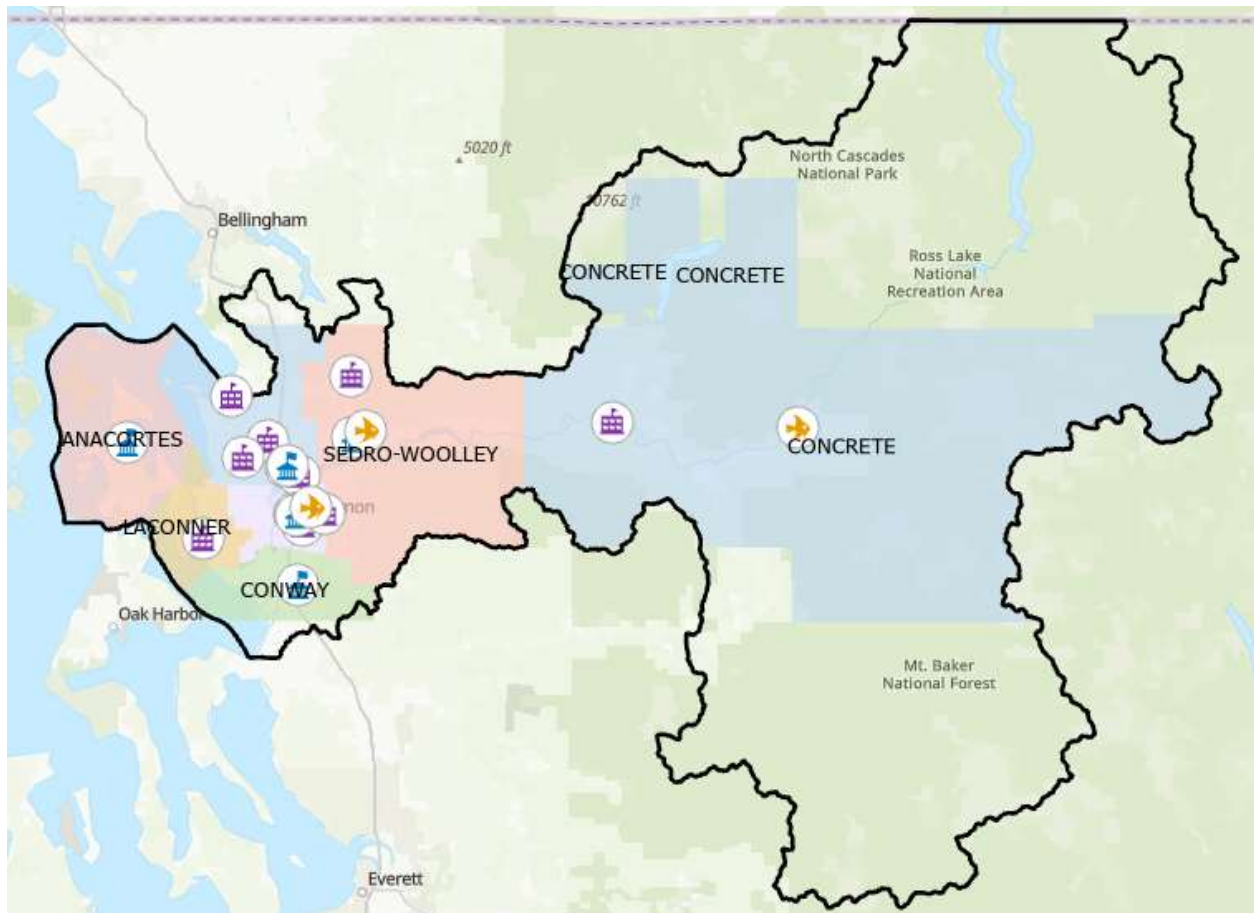 5020 ft
North Cascades
National Park
Bellingham
Ross Lake
National
Recreation Area
CONCRETE
CONCRETE
ANACORTES
SEDRO-WOOLLEY
CONCRETE
LACONNER
CONWAY
Oak Harbor
Mt. Baker
National Forest
Everett